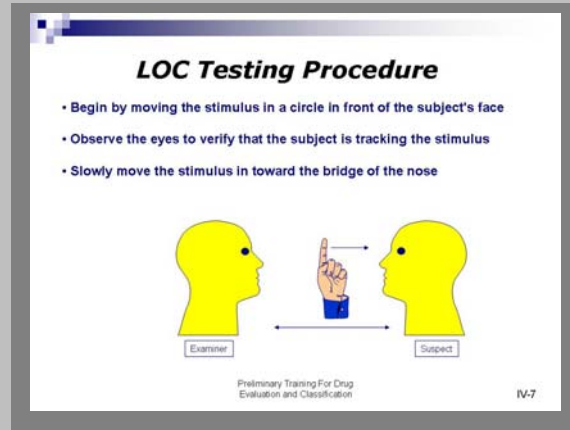 LOC Testing Procedure
• Begin by moving the stimulus in a circle in front of the subject's face
• Observe the eyes to verify that the subject is tracking the stimulus
• Slowly move the stimulus in toward the bridge of the nose
Examiner
Suspect
Preliminary Training For Drug
Evaluation and Classification
IV-7